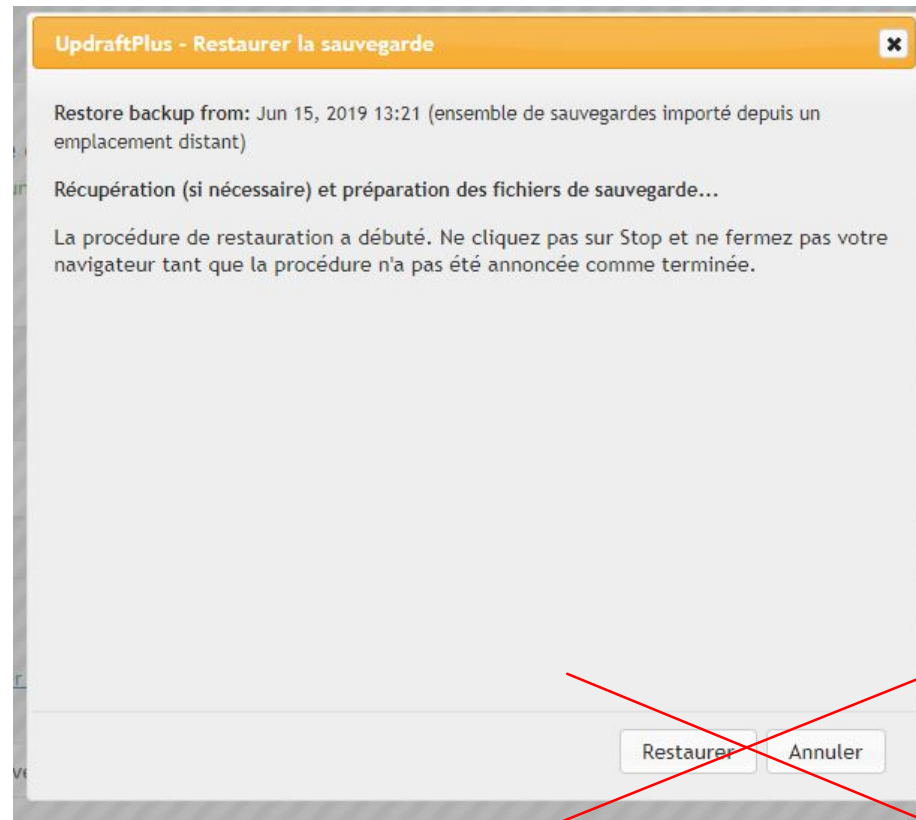 UpdraftPlus - Restaurer la sauvegarde
Restore backup from: Jun 15, 2019 13:21 (ensemble de sauvegardes importé depuis un
emplacement distant)
Récupération (si nécessaire) et préparation des fichiers de sauvegarde...
La procédure de restauration a débuté. Ne cliquez pas sur Stop et ne fermez pas votre
navigateur tant que la procédure n'a pas été annoncée comme terminée.
Restaurer Annuler